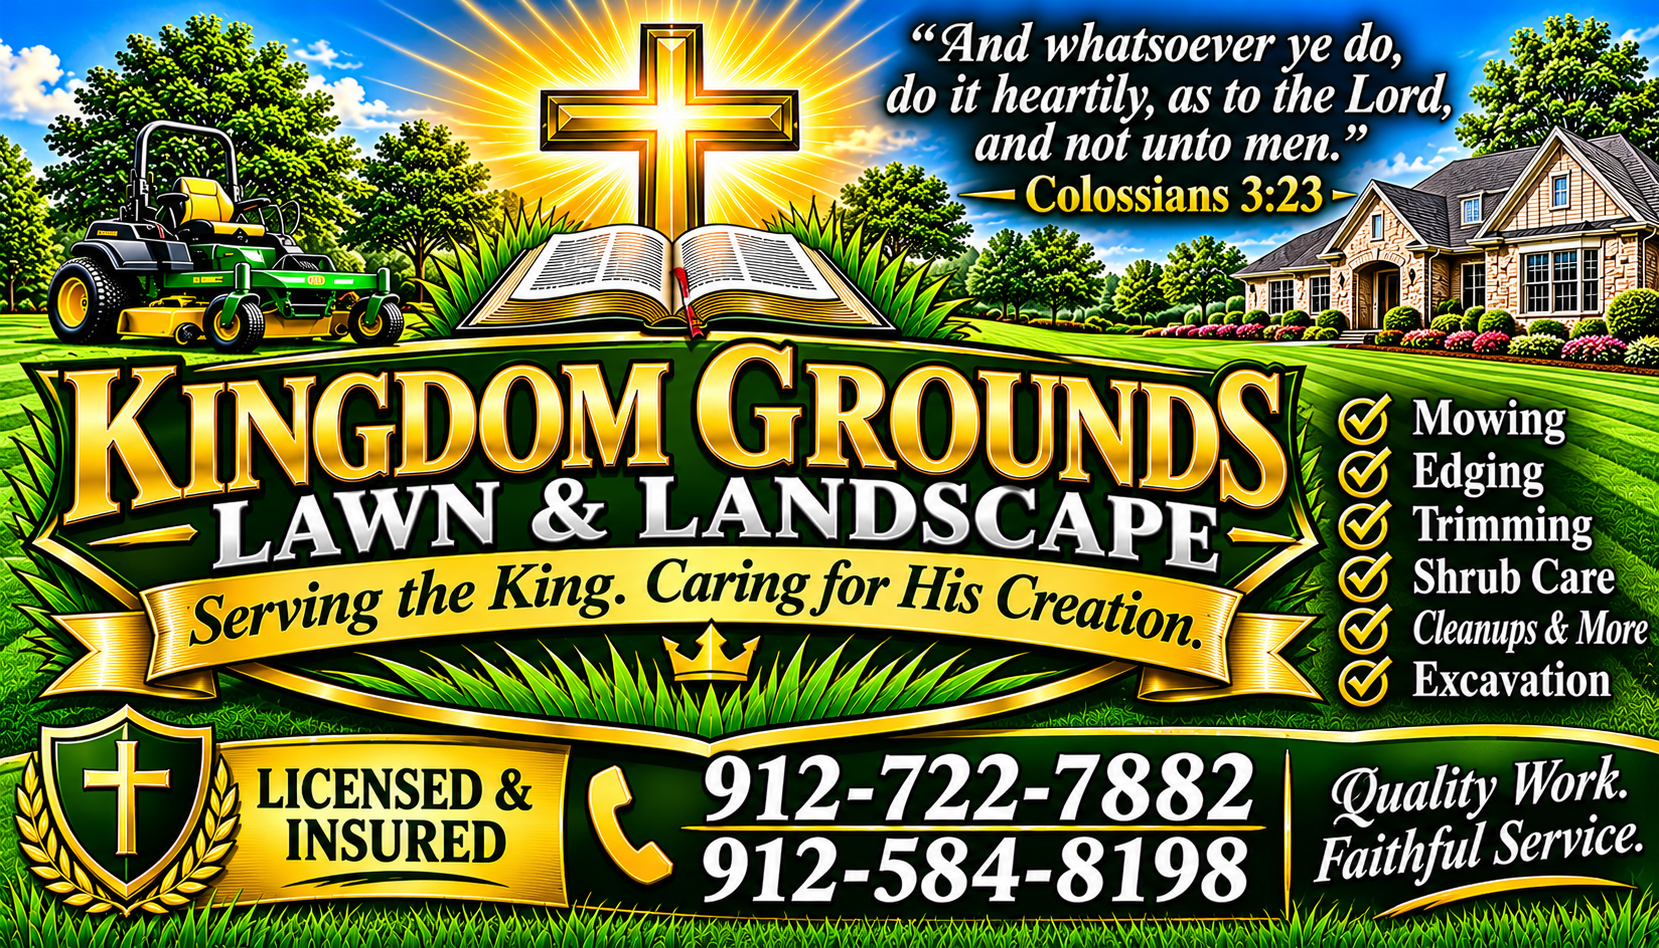 “And whatsoever ye do,
do it heartily, as to the Lord,
and not unto men.”
Colossians 3:23
KINGDOM GROUNDS
LAWN & LANDSCAPE
Serving the King. Caring for His Creation.
Mowing
Edging
Trimming
Shrub Care
Cleanups & More
Excavation
LICENSED &
INSURED
912-722-7882
912-584-8198
Quality Work.
Faithful Service.